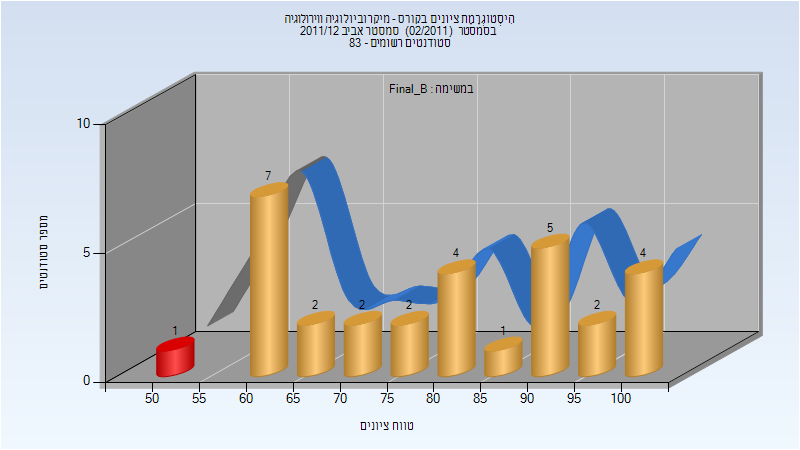 היסטוגרמת ציונים בקורס - מיקרוביולוגיה ווירולוגיה
בסמסטר (02/2011) סמסטר אביב 2011/12
סטודנטים רשומים - 83
במשימה : Final_B
מספר סטודנטים
10
5
0
1
7
2
2
2
4
1
5
2
4
50 55 60 65 70 75 80 85 90 95 100
טווח ציונים